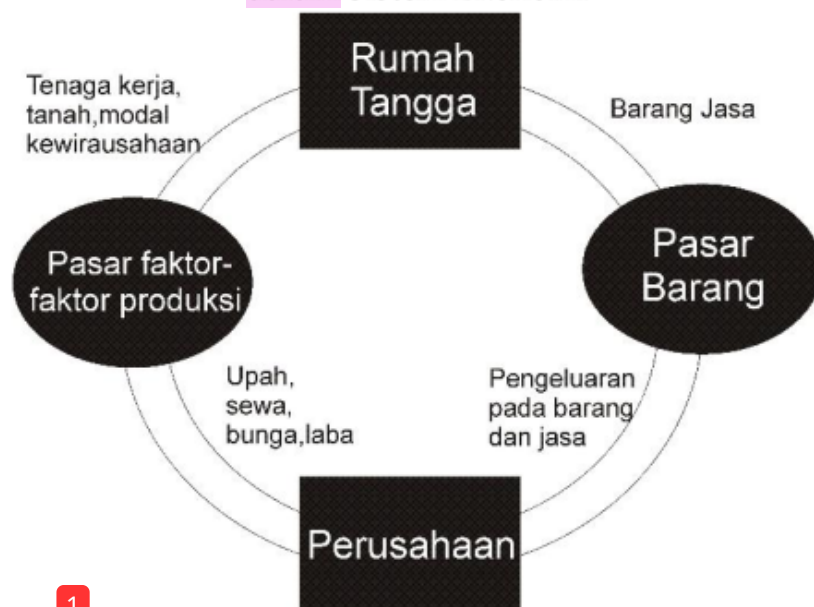 Rumah
Tangga
Tenaga kerja,
tanah,modal
kewirausahaan
Barang Jasa
Pasar faktor-
faktor produksi
Pasar
Barang
Upah,
sewa,
bunga,laba
Pengeluaran
pada barang
dan jasa
Perusahaan
1